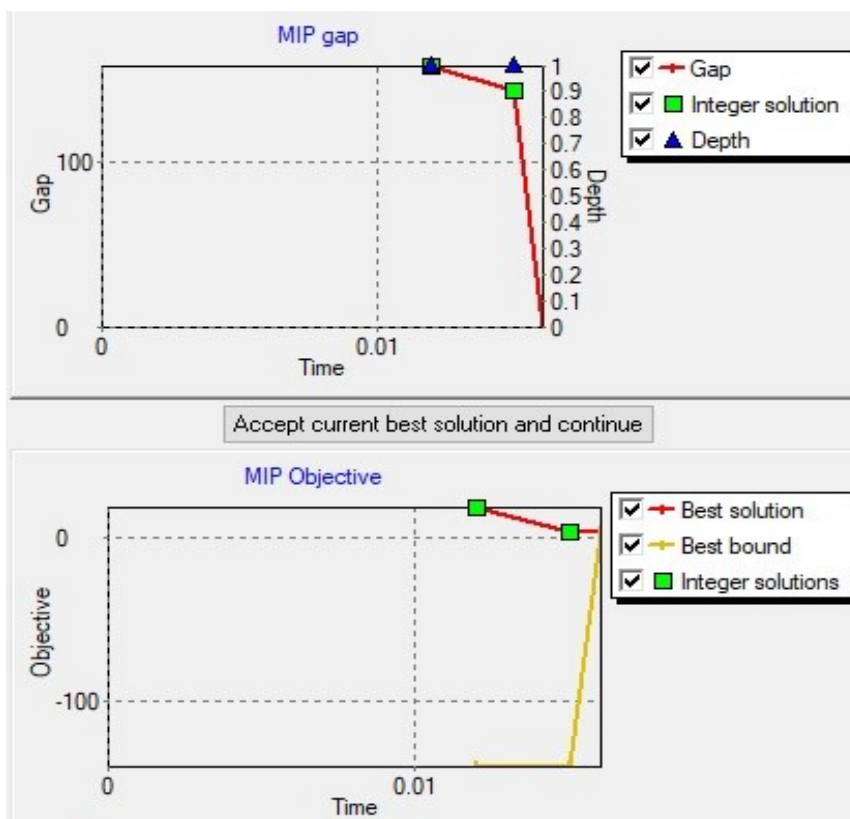 MIP gap
1
0.9
0.8
0.7
0.6
0.5
0.4
0.3
0.2
0.1
0
100
0
Gap
Depth
0
0.01
Time
Gap
Integer solution
Depth
Accept current best solution and continue
MIP Objective
0
-100
Objective
0
0.01
Time
Best solution
Best bound
Integer solutions